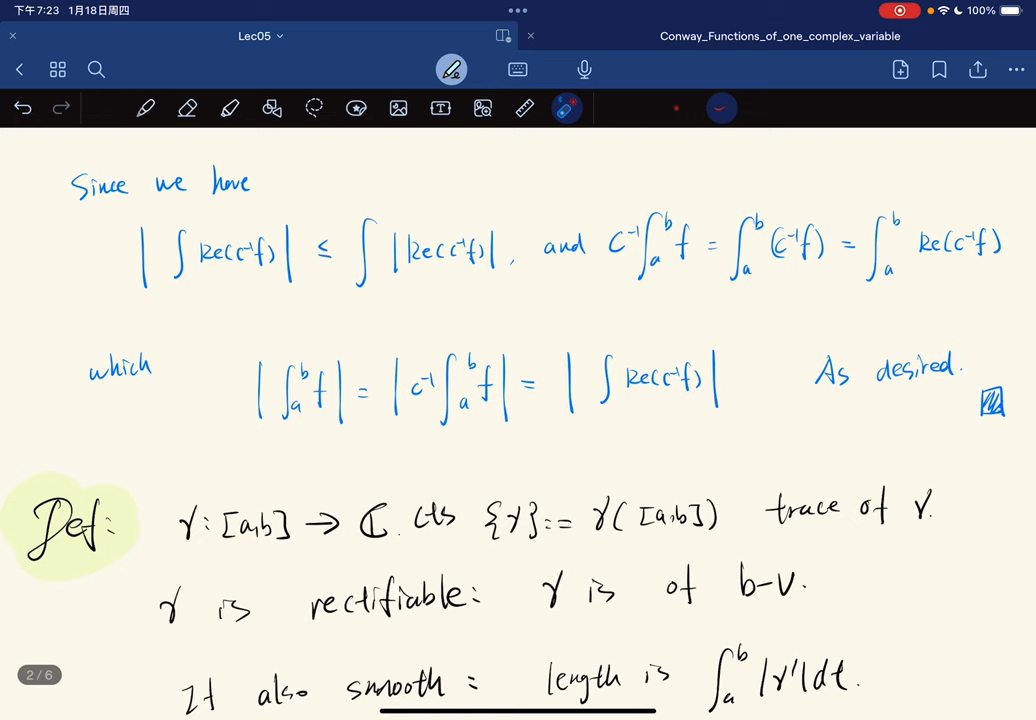 下午7:23 1月18日周四
100%
Lec05
Conway_Functions_of_one_complex_variable
Since we have
| ∫ Re(c⁻¹f) | ≤ ∫ |Re(c⁻¹f)|, and c⁻¹∫ₐᵇ f = ∫ₐᵇ (c⁻¹f) = ∫ₐᵇ Re(c⁻¹f)
which | ∫ₐᵇ f | = | c⁻¹ ∫ₐᵇ f | = | ∫ Re(c⁻¹f) | As desired.
Def: γ: [a,b] → ℂ. cts {γ} := γ([a,b]) trace of γ.
γ is rectifiable: γ is of b-v.
If also smooth: length is ∫ₐᵇ |γ'|dt.
2/6